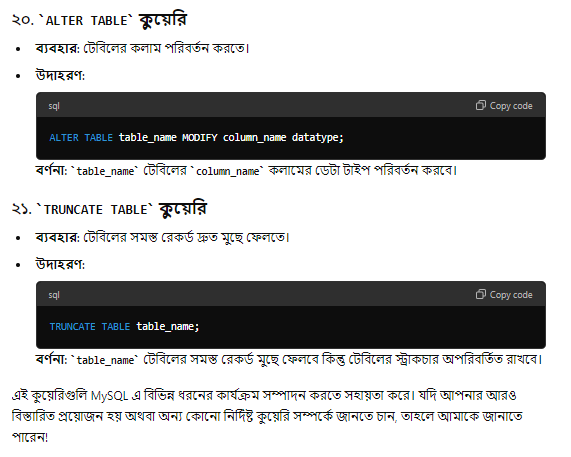 ২০. `ALTER TABLE` কুয়েরি
• ব্যবহার: টেবিলের কলাম পরিবর্তন করতে।
• উদাহরণ:
sql Copy code
ALTER TABLE table_name MODIFY column_name datatype;
বর্ণনা: `table_name` টেবিলের `column_name` কলামের ডেটা টাইপ পরিবর্তন করবে।
২১. `TRUNCATE TABLE` কুয়েরি
• ব্যবহার: টেবিলের সমস্ত রেকর্ড দ্রুত মুছে ফেলতে।
• উদাহরণ:
sql Copy code
TRUNCATE TABLE table_name;
বর্ণনা: `table_name` টেবিলের সমস্ত রেকর্ড মুছে ফেলবে কিন্তু টেবিলের স্ট্রাকচার অপরিবর্তিত রাখবে।
এই কুয়েরিগুলি MySQL এ বিভিন্ন ধরনের কার্যক্রম সম্পাদন করতে সহায়তা করে। যদি আপনার আরও
বিস্তারিত প্রয়োজন হয় অথবা অন্য কোনো নির্দিষ্ট কুয়েরি সম্পর্কে জানতে চান, তাহলে আমাকে জানাতে
পারেন!